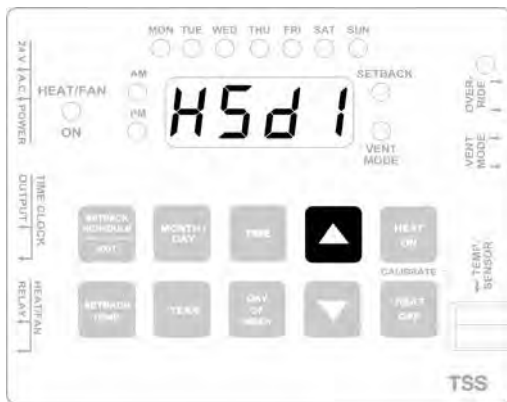 MON TUE WED THU FRI SAT SUN
24 V
A.C.
POWER
HEAT/FAN
ON
AM
PM
HSd1
SETBACK
VENT
MODE
OVER-
RIDE
VENT
MODE
TIME CLOCK
OUTPUT
SETBACK
SCHEDULE
EXIT
MONTH /
DAY
TIME
HEAT
ON
CALIBRATE
TEMP.
SENSOR
HEAT/FAN
RELAY
SETBACK
TEMP.
YEAR
DAY
OF
WEEK
HEAT
OFF
TSS